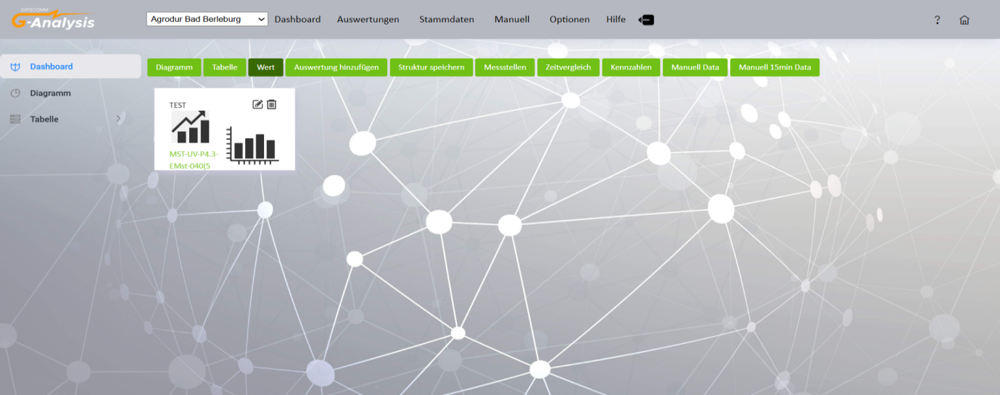 GIPSCOMM
G-Analysis
Agrodur Bad Berleburg
Dashboard
Auswertungen
Stammdaten
Manuell
Optionen
Hilfe
?
Dashboard
Diagramm
Tabelle
Diagramm
Tabelle
Wert
Auswertung hinzufügen
Struktur speichern
Messstellen
Zeitvergleich
Kennzahlen
Manuell Data
Manuell 15min Data
TEST
MST-UV-P4.3-
EMst-040(5